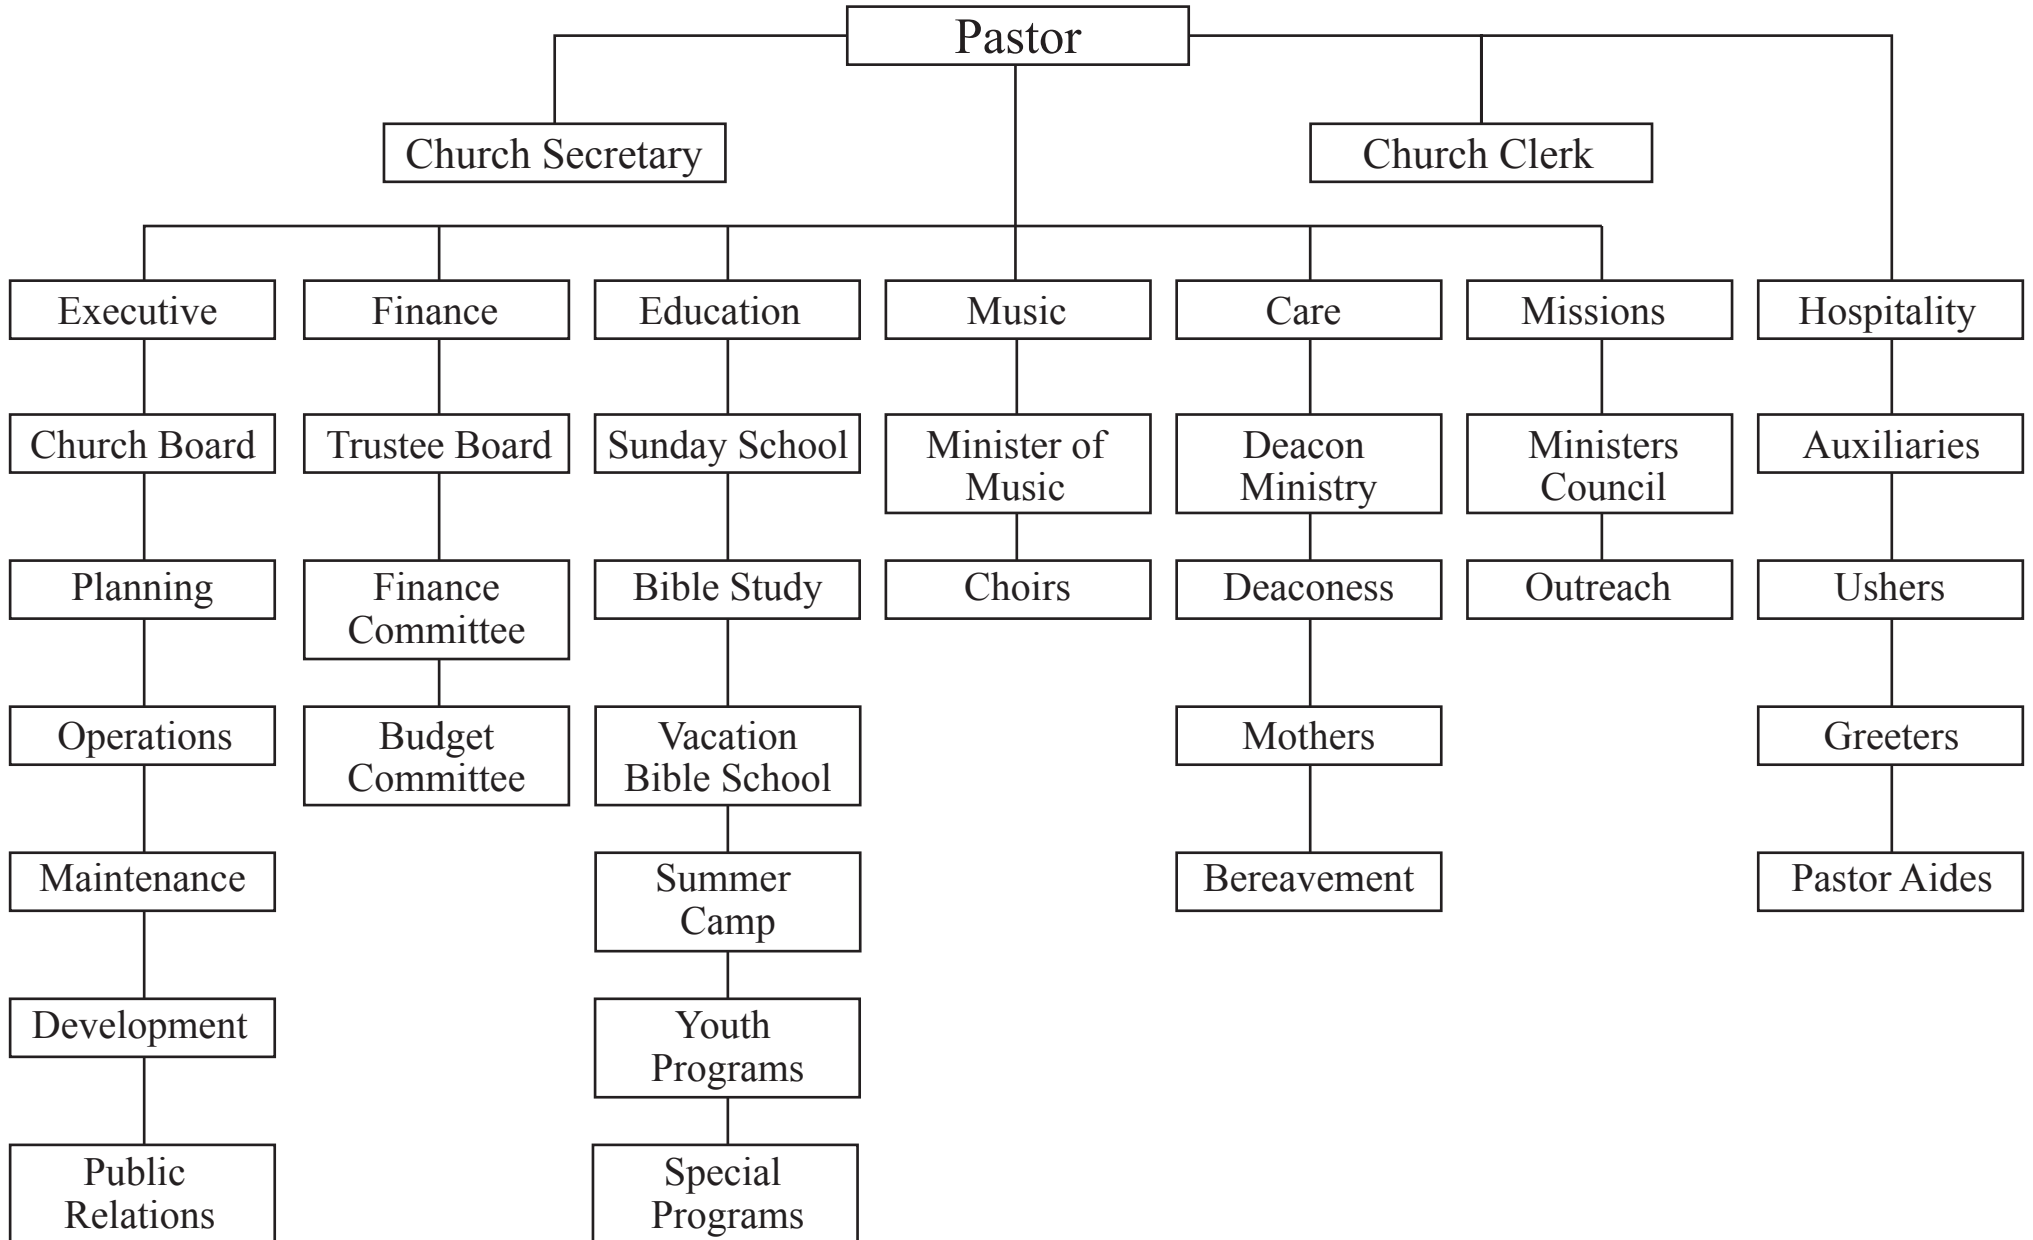 Pastor
Church Secretary
Church Clerk
Executive
Finance
Education
Music
Care
Missions
Hospitality
Church Board
Trustee Board
Sunday School
Minister of
Music
Deacon
Ministry
Ministers
Council
Auxiliaries
Planning
Finance
Committee
Bible Study
Choirs
Deaconess
Outreach
Ushers
Operations
Budget
Committee
Vacation
Bible School
Mothers
Greeters
Maintenance
Summer
Camp
Bereavement
Pastor Aides
Development
Youth
Programs
Public
Relations
Special
Programs